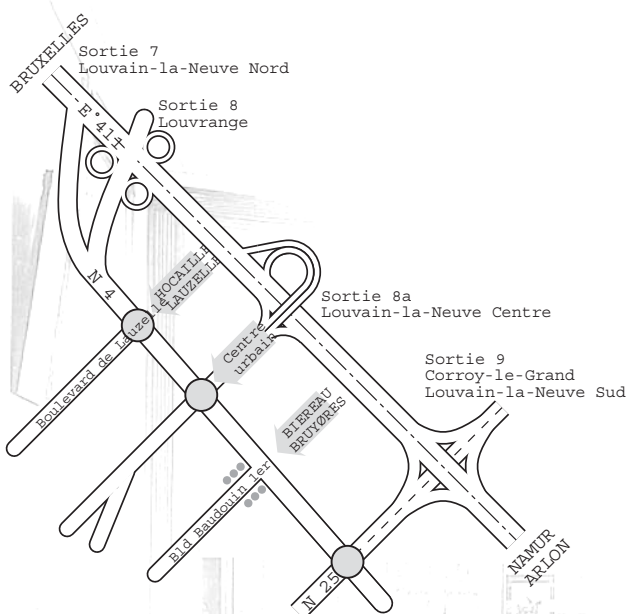 BRUXELLES
Sortie 7
Louvain-la-Neuve Nord
E°411
Sortie 8
Louvrange
N 4
HOCAILLE
LAUZELLE
Boulevard de Lauzelle
Centre
urbain
Sortie 8a
Louvain-la-Neuve Centre
Sortie 9
Corroy-le-Grand
Louvain-la-Neuve Sud
BIEREAU
BRUYØRES
Bld Baudouin 1er
N 25
NAMUR
ARLON